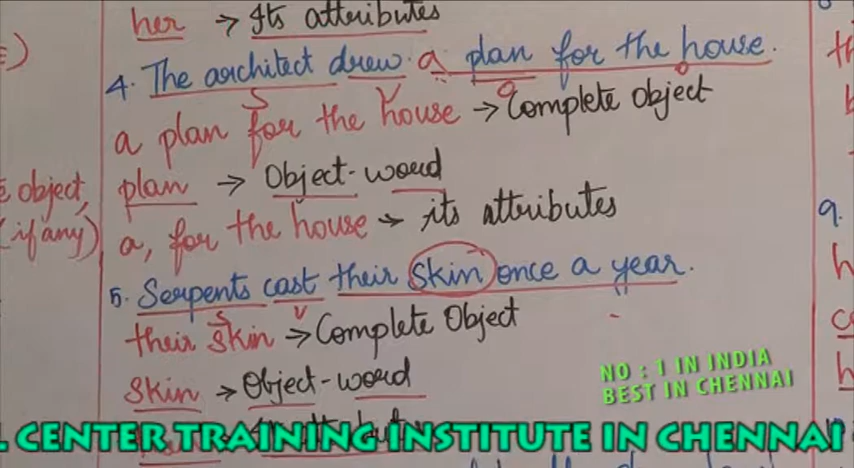 her → Its attributes
4. The architect drew a plan for the house.
S V O
a plan for the house → Complete Object
e object,
plan → Object-word
(if any)
a, for the house → its attributes
5. Serpents cast their skin once a year.
S V
their skin → Complete Object
skin → Object-word
9.
NO : 1 IN INDIA
BEST IN CHENNAI
L CENTER TRAINING INSTITUTE IN CHENNAI